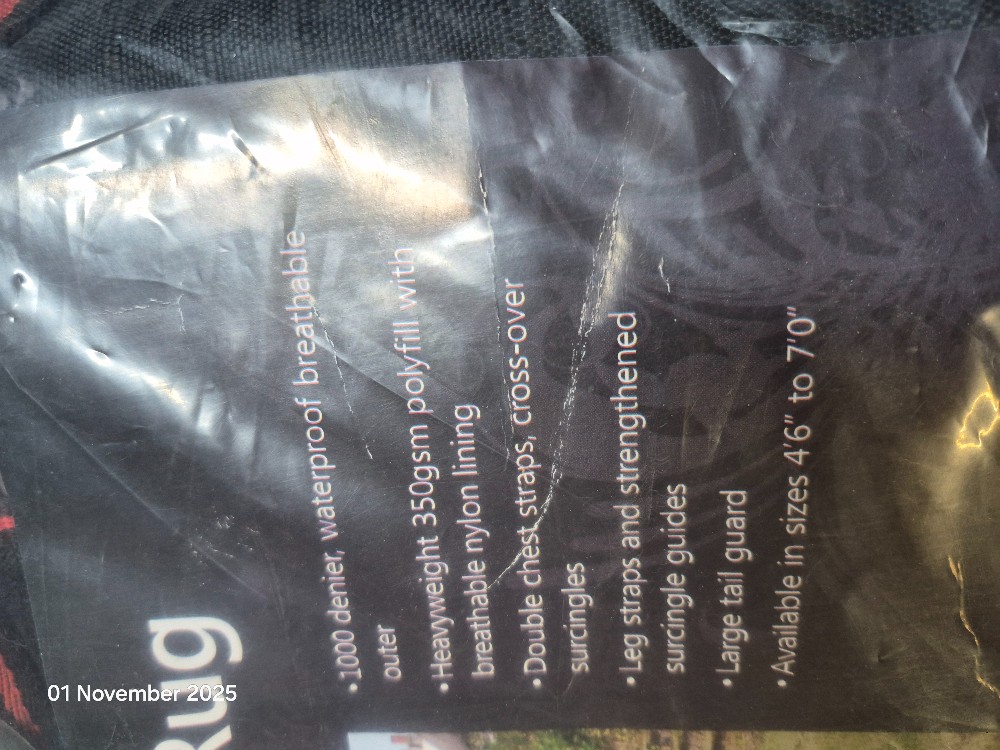 Rug
•1000 denier, waterproof breathable
outer
•Heavyweight 350gsm polyfill with
breathable nylon lining
•Double chest straps, cross-over
surcingles
•Leg straps and strengthened
surcingle guides
•Large tail guard
•Available in sizes 4'6" to 7'0"
01 November 2025